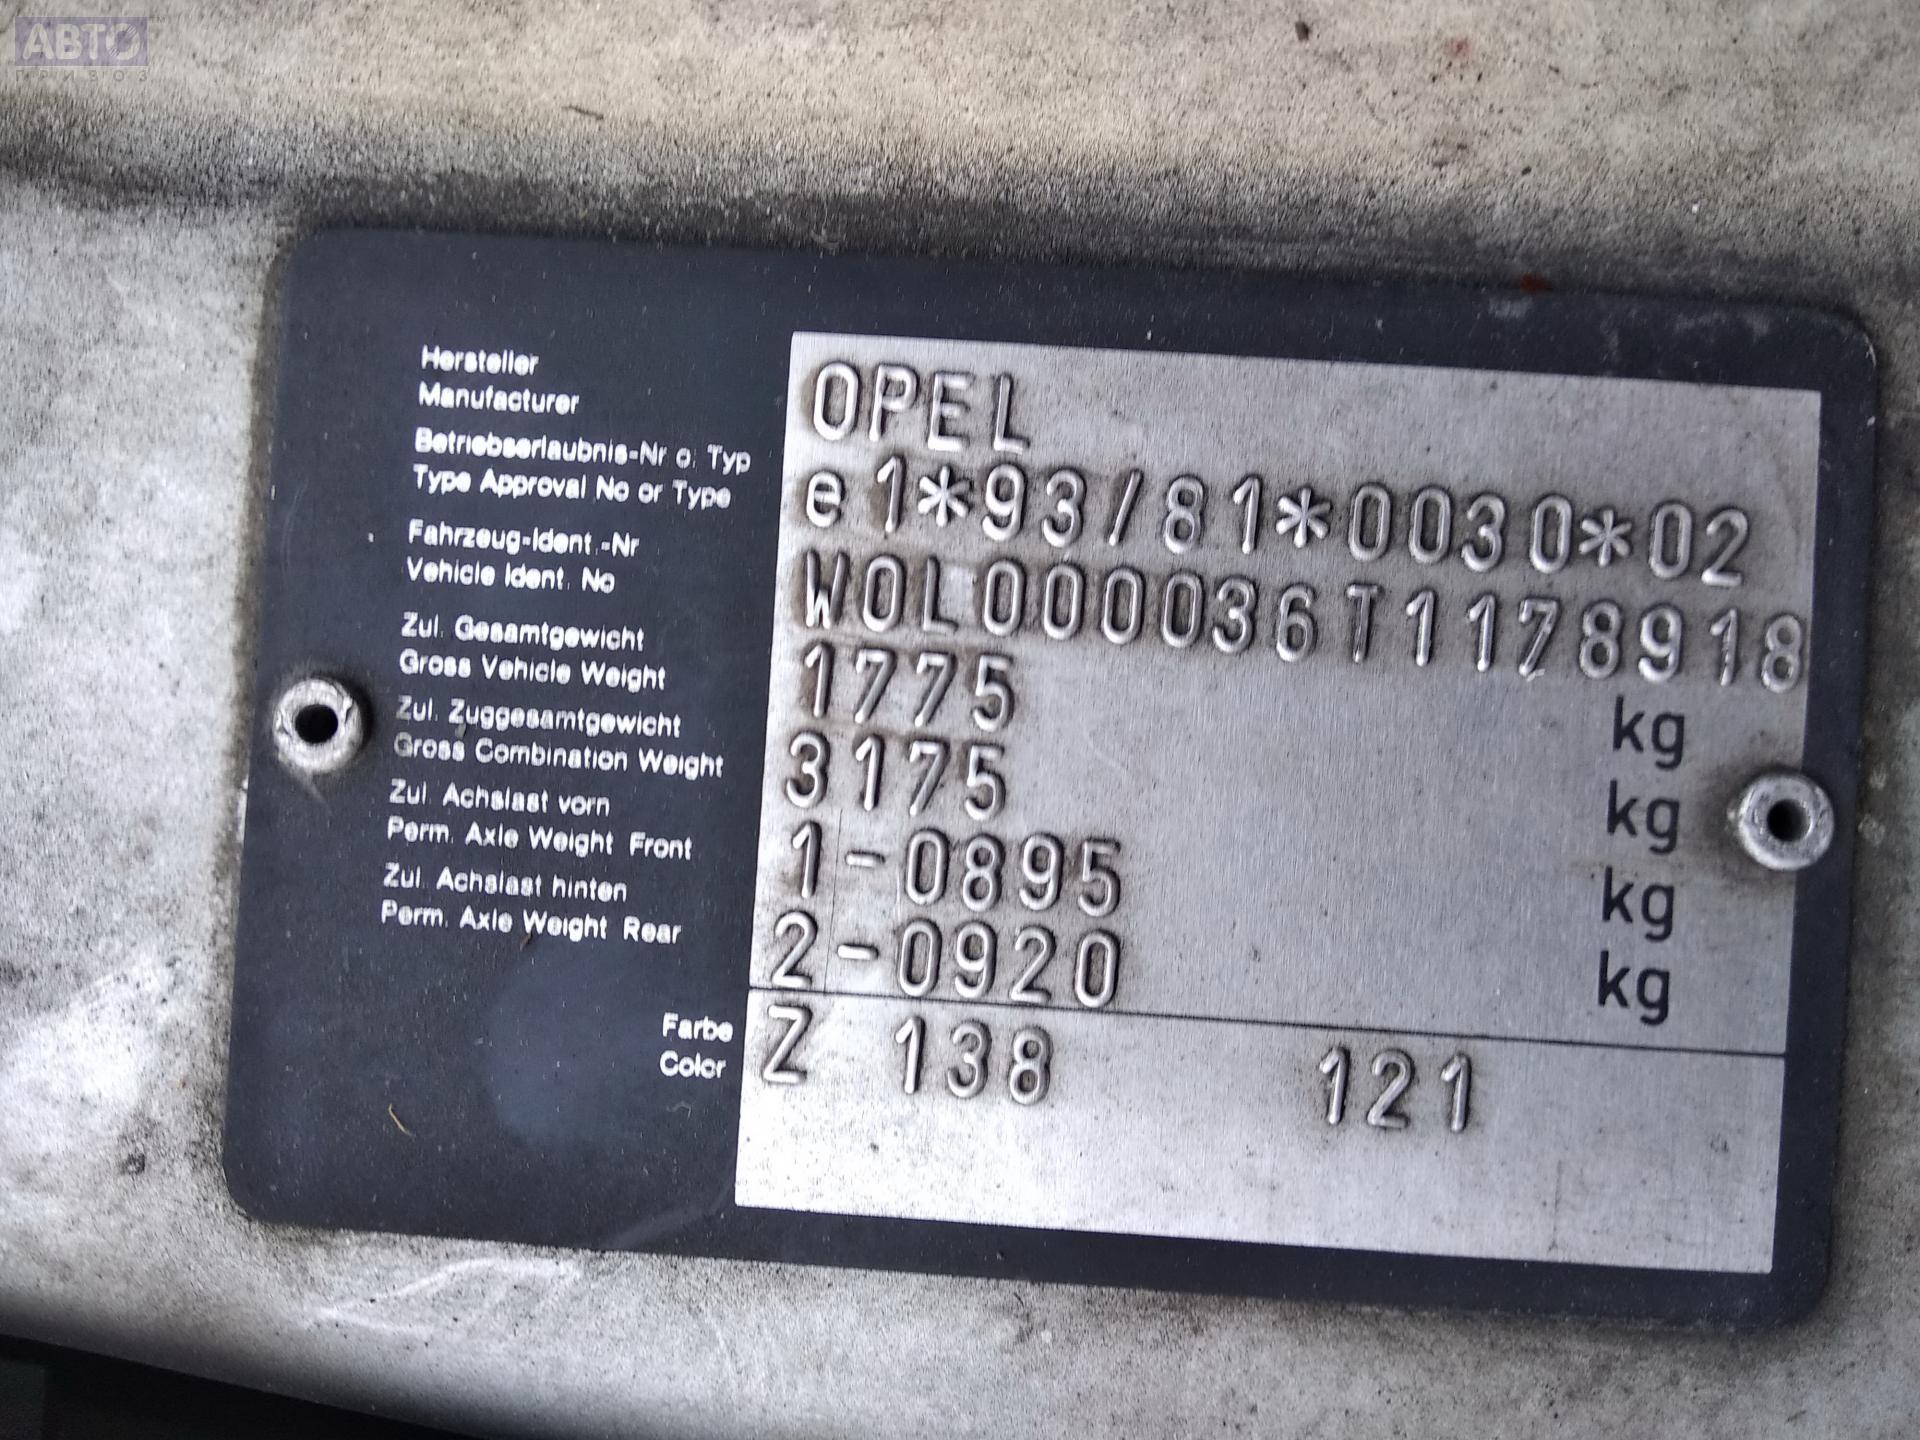 АВТО
ПРИВОЗ
Hersteller
Manufacturer
OPEL
Betriebserlaubnis-Nr o. Typ
Type Approval No or Type
e1*93/81*0030*02
Fahrzeug-Ident.-Nr
Vehicle Ident. No
W0L000036T1178918
Zul. Gesamtgewicht
Gross Vehicle Weight
1775 kg
Zul. Zuggesamtgewicht
Gross Combination Weight
3175 kg
Zul. Achslast vorn
Perm. Axle Weight Front
1-0895 kg
Zul. Achslast hinten
Perm. Axle Weight Rear
2-0920 kg
Farbe
Color
Z 138 121